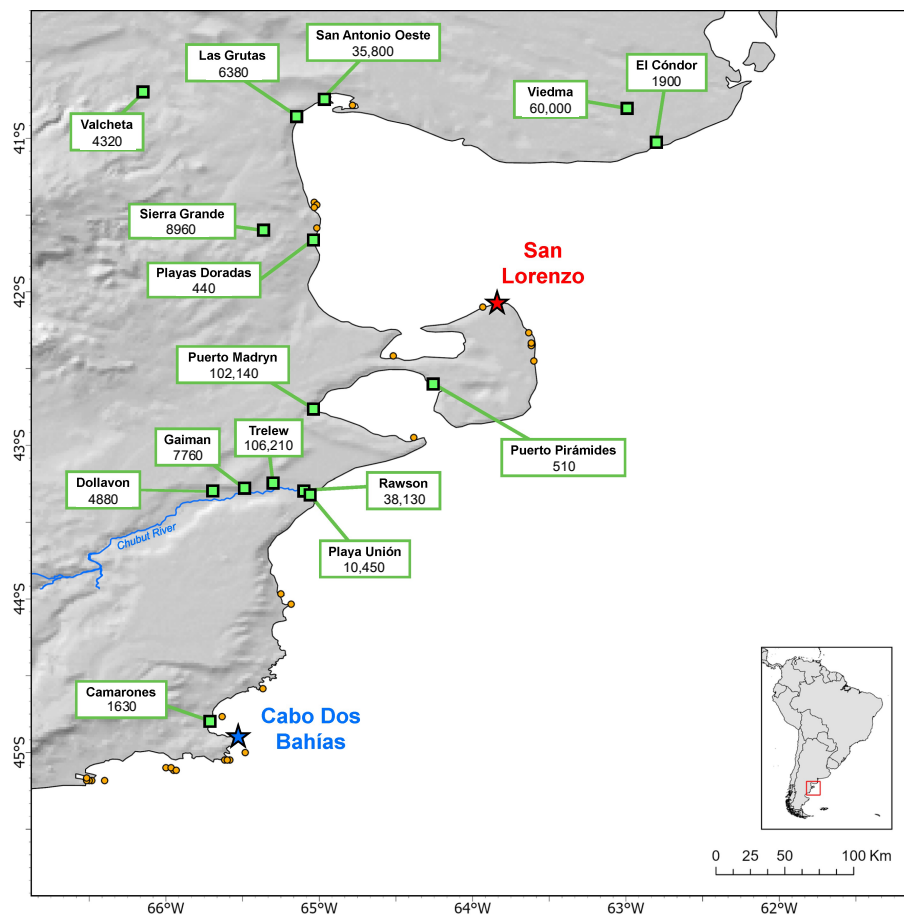 San Antonio Oeste
35,800
Las Grutas
6380
El Cóndor
1900
Viedma
60,000
Valcheta
4320
41°S
Sierra Grande
8960
Playas Doradas
440
San
Lorenzo
42°S
Puerto Madryn
102,140
Trelew
106,210
Gaiman
7760
43°S
Puerto Pirámides
510
Dollavon
4880
Rawson
38,130
Chubut River
Playa Unión
10,450
44°S
Camarones
1630
Cabo Dos
Bahías
45°S
0 25 50 100 Km
66°W 65°W 64°W 63°W 62°W